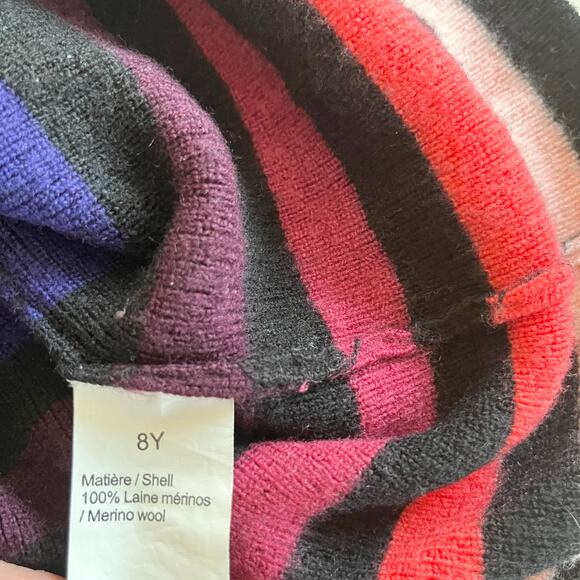 8Y
Matière / Shell
100% Laine mérinos
/ Merino wool